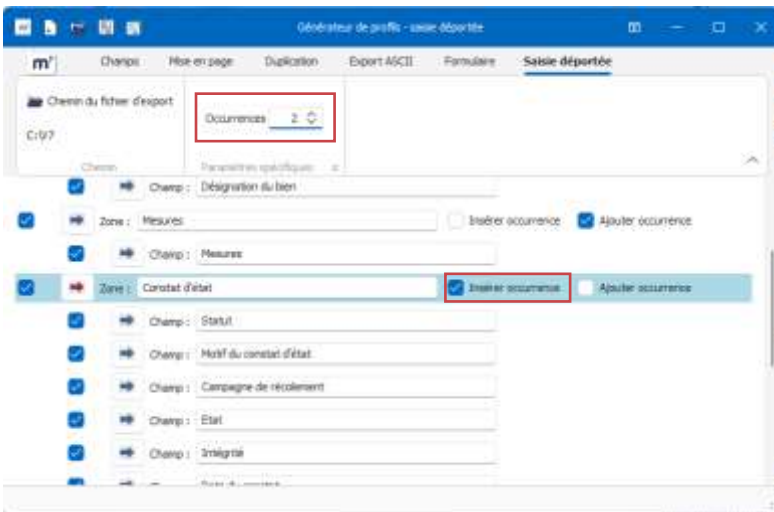 Générateur de profils - saisie déportée
m'
Champs Mise en page Duplication Export ASCII Formulaire Saisie déportée
Chemin du fichier d'export
Occurrences 2
C:\V7
Chemin Paramètres spécifiques
Champ : Désignation du bien
Zone : Mesures Insérer occurrence Ajouter occurrence
Champ : Mesures
Zone : Constat d'état Insérer occurrence Ajouter occurrence
Champ : Statut
Champ : Motif du constat d'état
Champ : Campagne de récolement
Champ : Etat
Champ : Intégrité